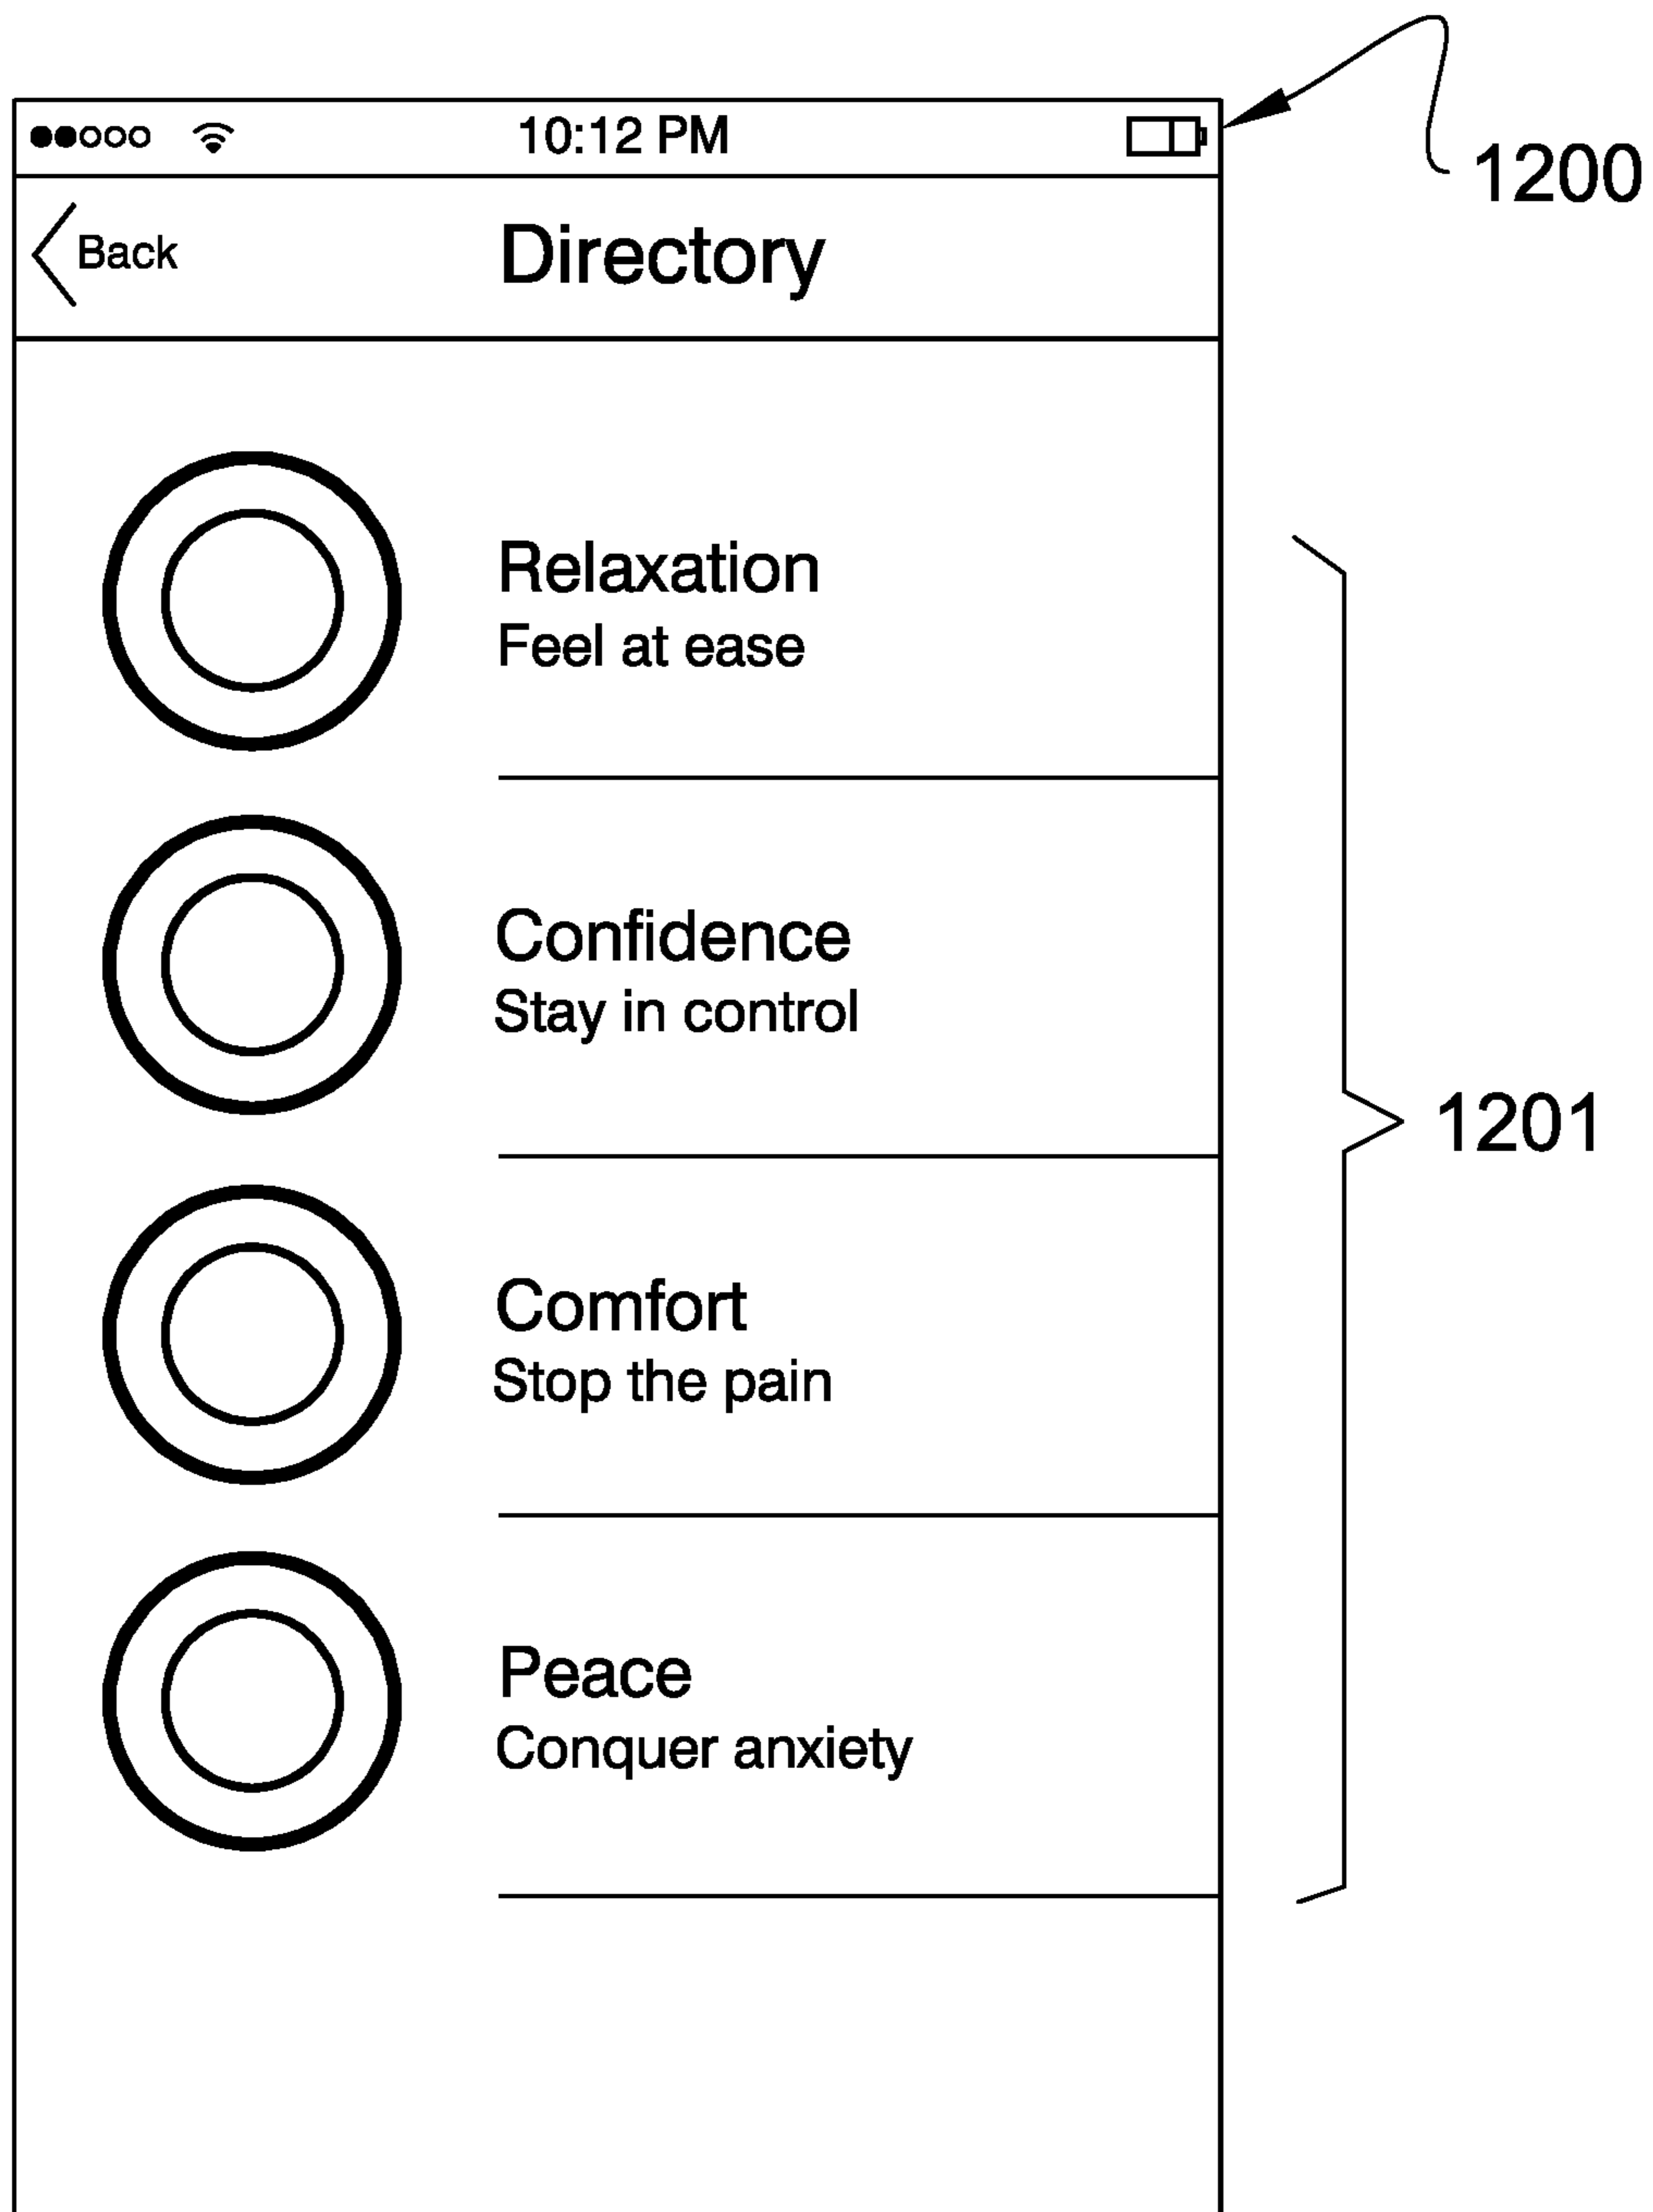 10:12 PM
1200
Back
Directory
Relaxation
Feel at ease
Confidence
Stay in control
1201
Comfort
Stop the pain
Peace
Conquer anxiety